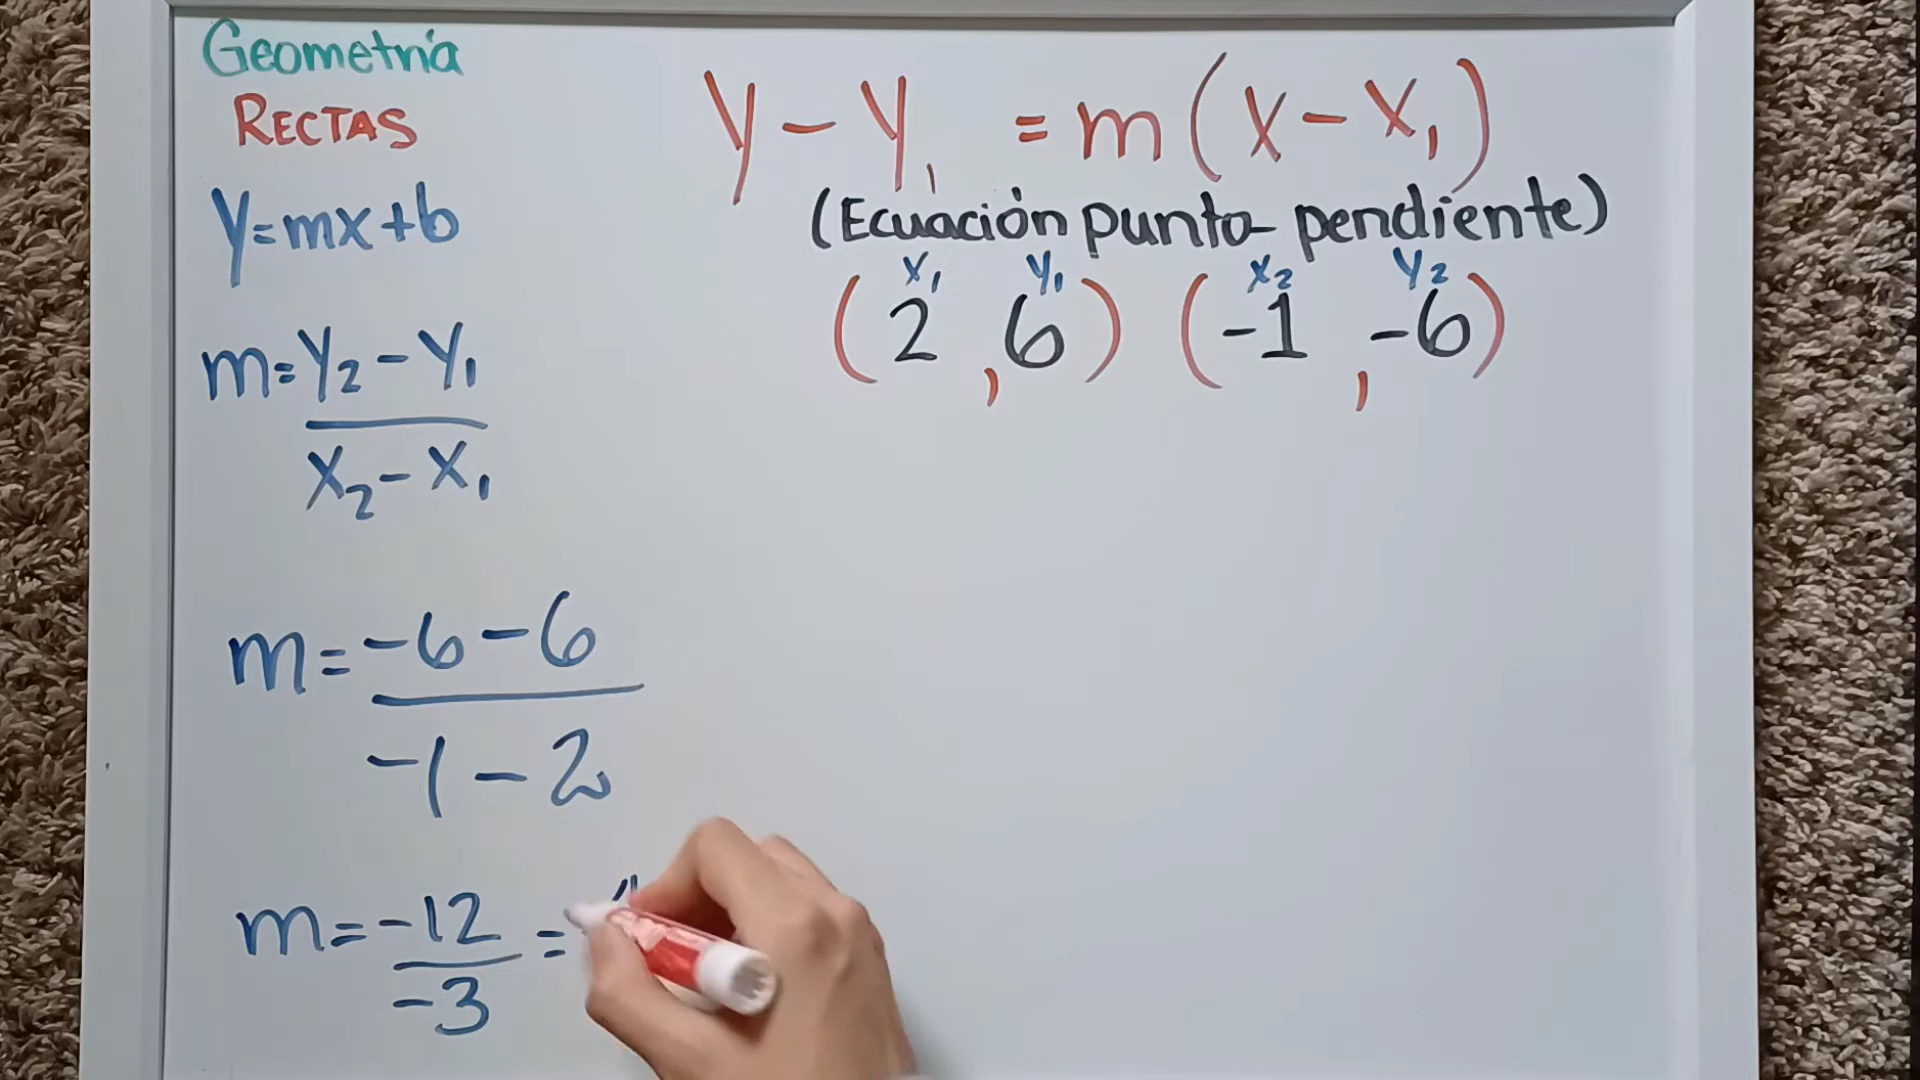 Geometría
RECTAS
y = mx + b
m = y₂ - y₁
x₂ - x₁
m = -6 - 6
-1 - 2
m = -12 =
-3
y - y₁ = m(x - x₁)
(Ecuación punto - pendiente)
x₁ y₁ x₂ y₂
(2, 6) (-1, -6)